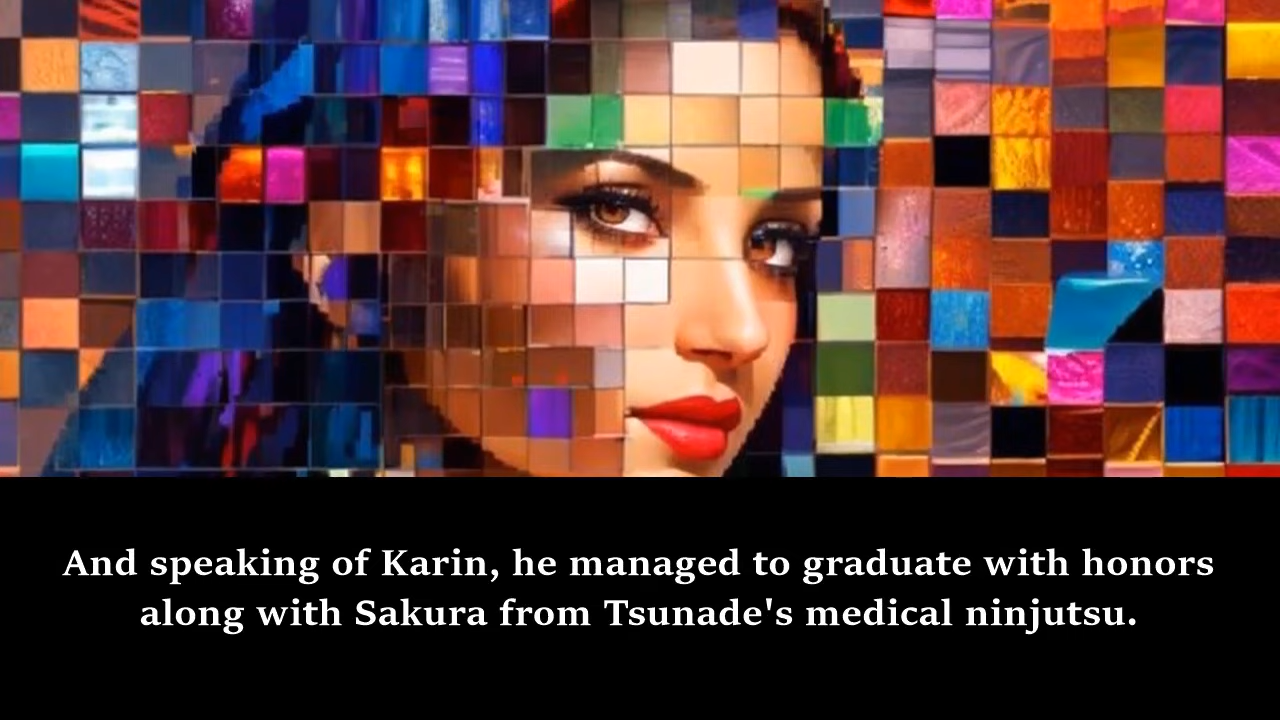 And speaking of Karin, he managed to graduate with honors
along with Sakura from Tsunade's medical ninjutsu.